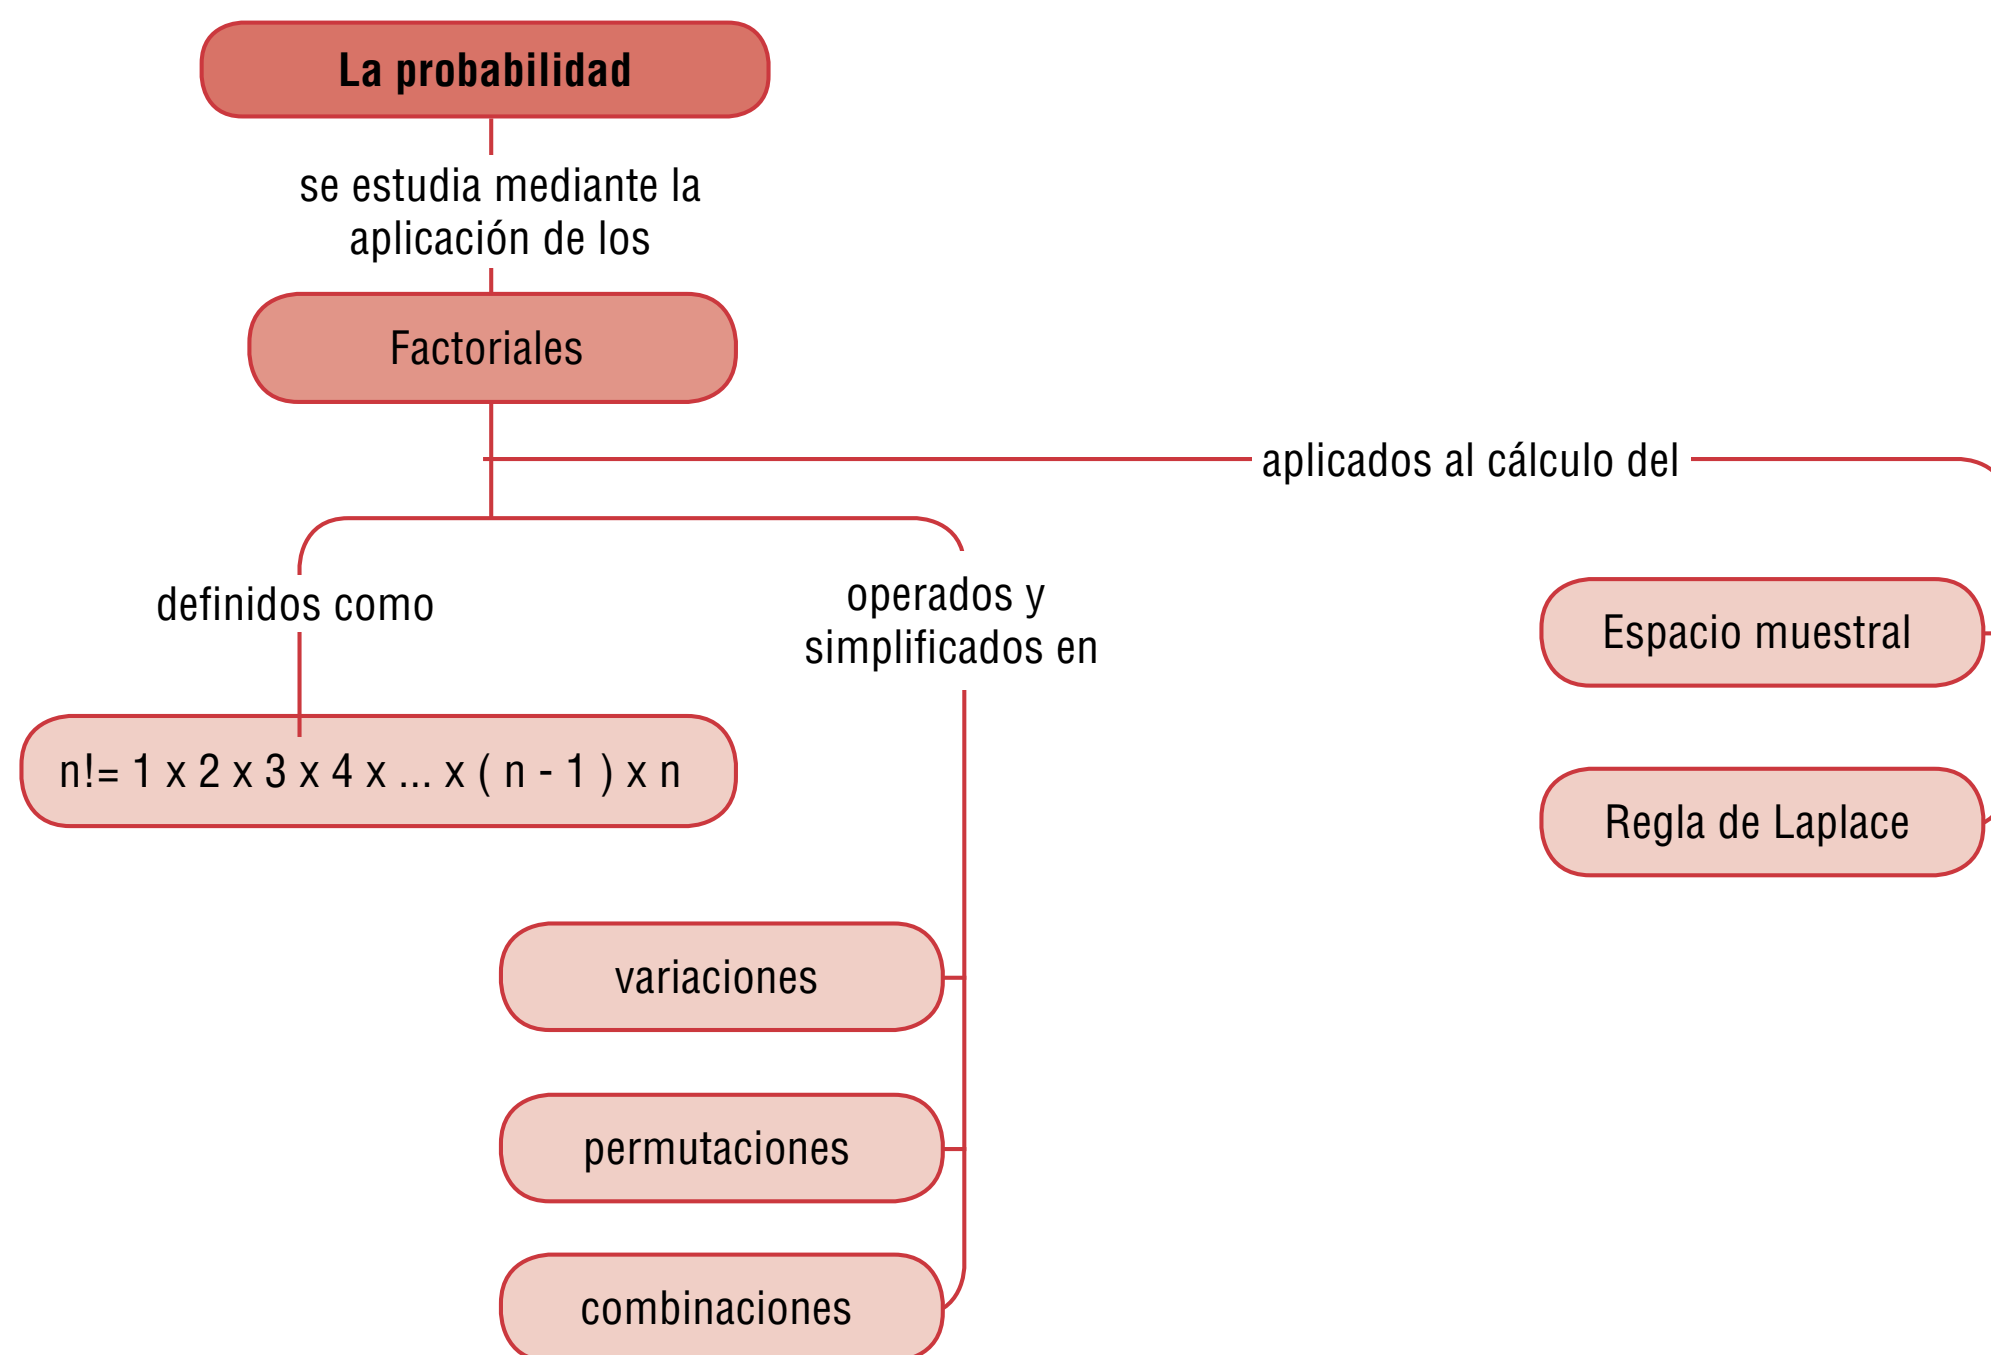 La probabilidad
se estudia mediante la
aplicación de los
Factoriales
aplicados al cálculo del
definidos como
operados y
simplificados en
Espacio muestral
n!= 1 x 2 x 3 x 4 x ... x ( n - 1 ) x n
Regla de Laplace
variaciones
permutaciones
combinaciones